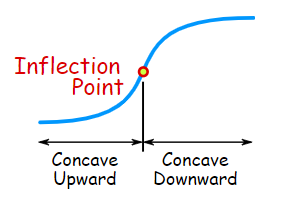 Inflection
Point
Concave
Upward
Concave
Downward